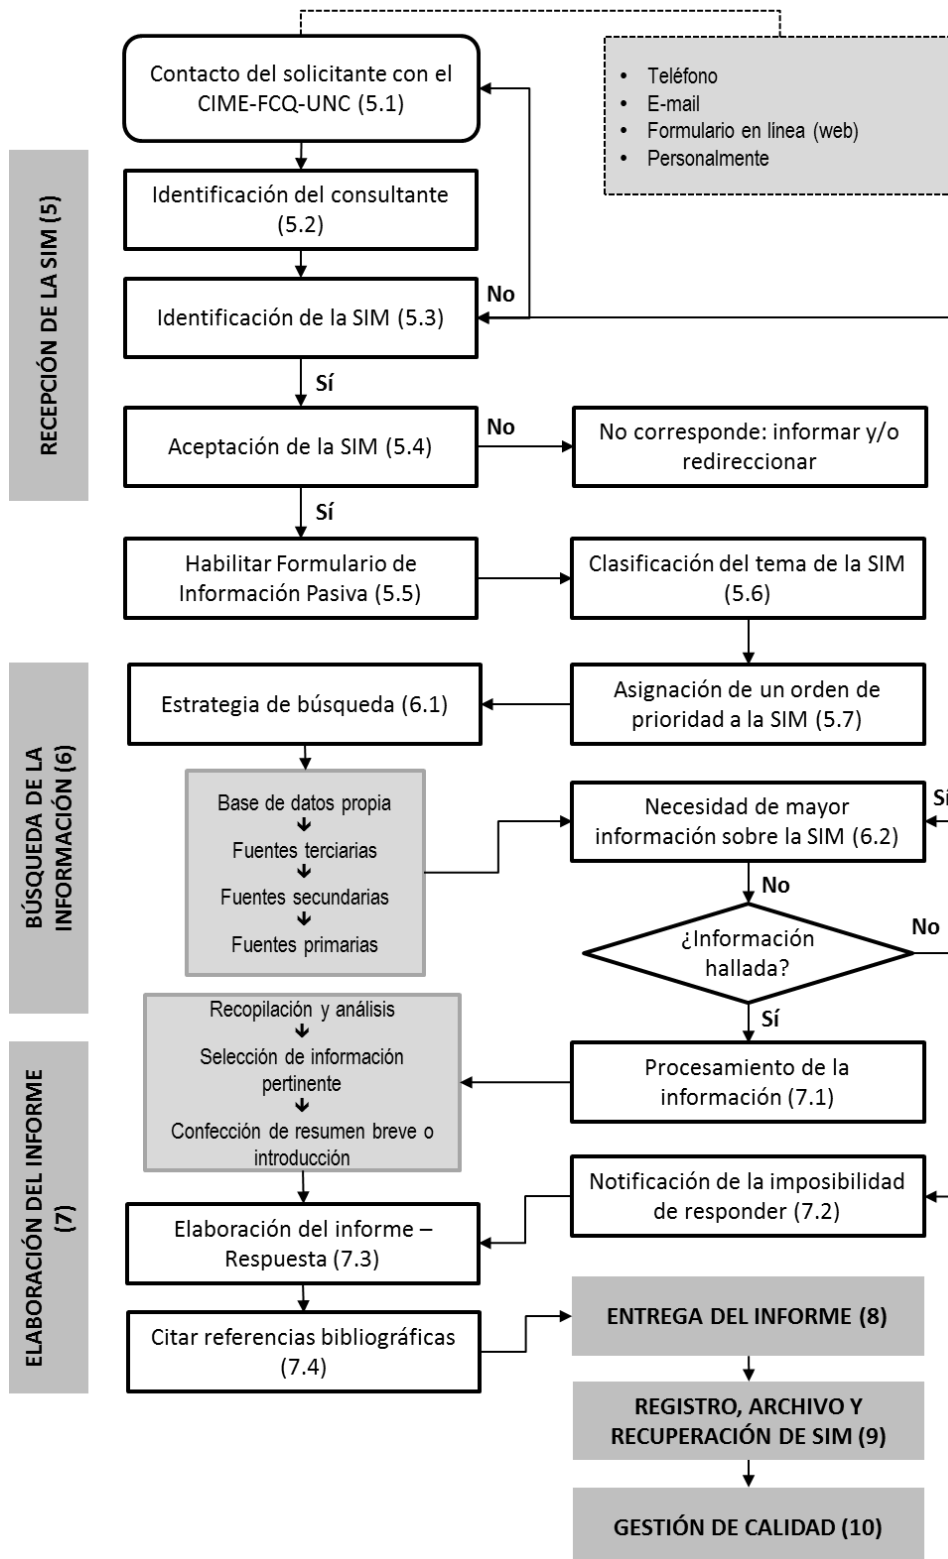 Contacto del solicitante con el
CIME-FCQ-UNC (5.1)
• Teléfono
• E-mail
• Formulario en línea (web)
• Personalmente
RECEPCIÓN DE LA SIM (5)
Identificación del consultante
(5.2)
Identificación de la SIM (5.3)
No
Sí
Aceptación de la SIM (5.4)
No
No corresponde: informar y/o
redireccionar
Sí
Habilitar Formulario de
Información Pasiva (5.5)
Clasificación del tema de la SIM
(5.6)
BÚSQUEDA DE LA
INFORMACIÓN (6)
Estrategia de búsqueda (6.1)
Asignación de un orden de
prioridad a la SIM (5.7)
Base de datos propia
Fuentes terciarias
Fuentes secundarias
Fuentes primarias
Necesidad de mayor
información sobre la SIM (6.2)
Sí
No
¿Información
hallada?
No
Sí
ELABORACIÓN DEL INFORME
(7)
Recopilación y análisis
Selección de información
pertinente
Confección de resumen breve o
introducción
Procesamiento de la
información (7.1)
Notificación de la imposibilidad
de responder (7.2)
Elaboración del informe –
Respuesta (7.3)
Citar referencias bibliográficas
(7.4)
ENTREGA DEL INFORME (8)
REGISTRO, ARCHIVO Y
RECUPERACIÓN DE SIM (9)
GESTIÓN DE CALIDAD (10)